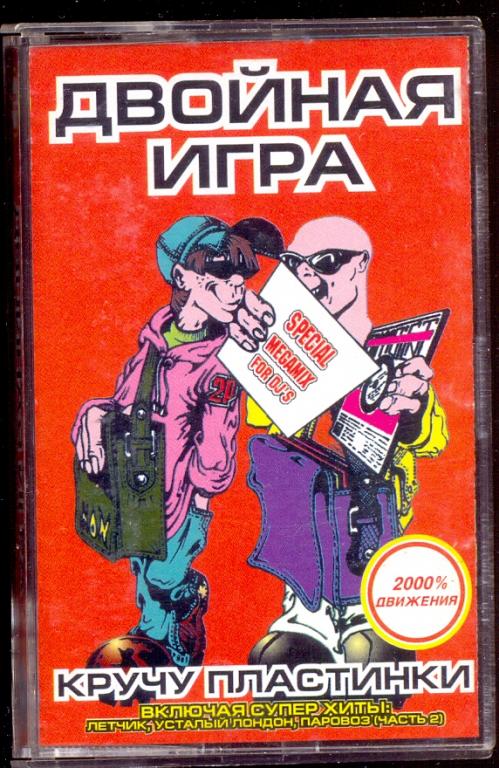 ДВОЙНАЯ
ИГРА
SPECIAL
MEGAMIX
FOR DJ'S
2000%
ДВИЖЕНИЯ
КРУЧУ ПЛАСТИНКИ
ВКЛЮЧАЯ СУПЕР ХИТЫ:
ЛЕТЧИК, УСТАЛЫЙ ЛОНДОН, ПАРОВОЗ (ЧАСТЬ 2)